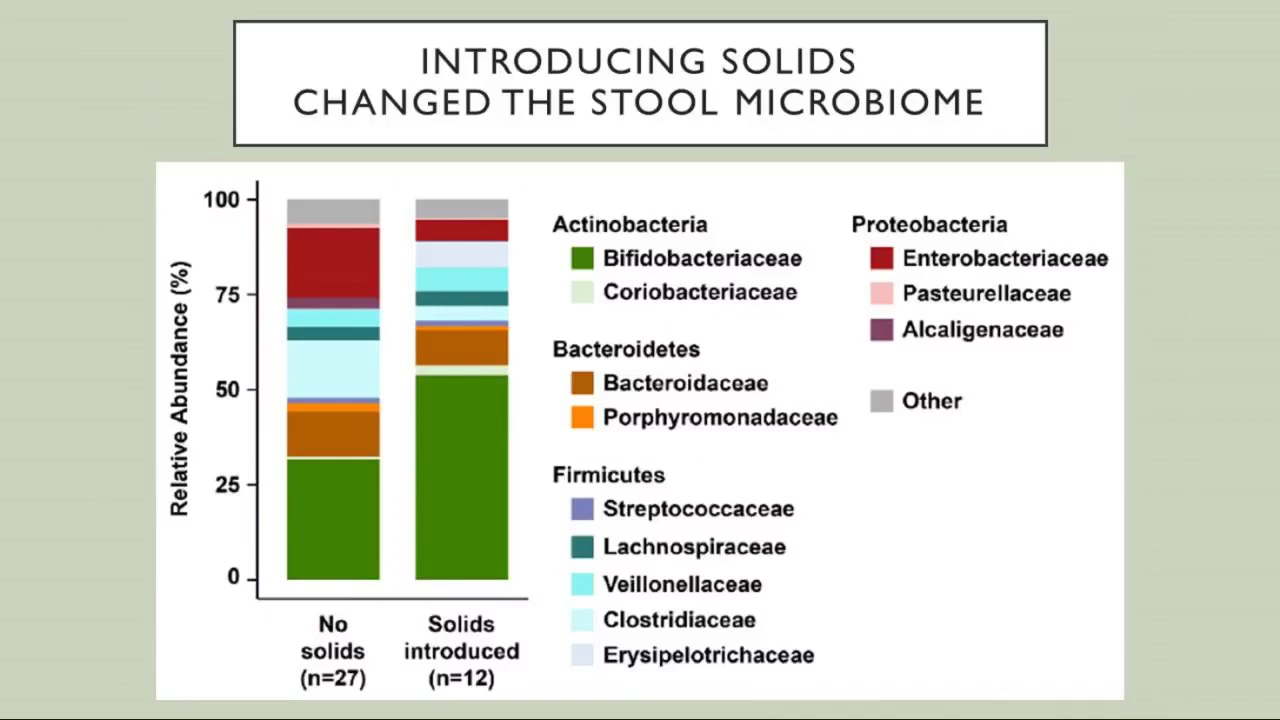 INTRODUCING SOLIDS
CHANGED THE STOOL MICROBIOME
Relative Abundance (%)
100
75
50
25
0
No
solids
(n=27)
Solids
introduced
(n=12)
Actinobacteria
Bifidobacteriaceae
Coriobacteriaceae
Bacteroidetes
Bacteroidaceae
Porphyromonadaceae
Firmicutes
Streptococcaceae
Lachnospiraceae
Veillonellaceae
Clostridiaceae
Erysipelotrichaceae
Proteobacteria
Enterobacteriaceae
Pasteurellaceae
Alcaligenaceae
Other